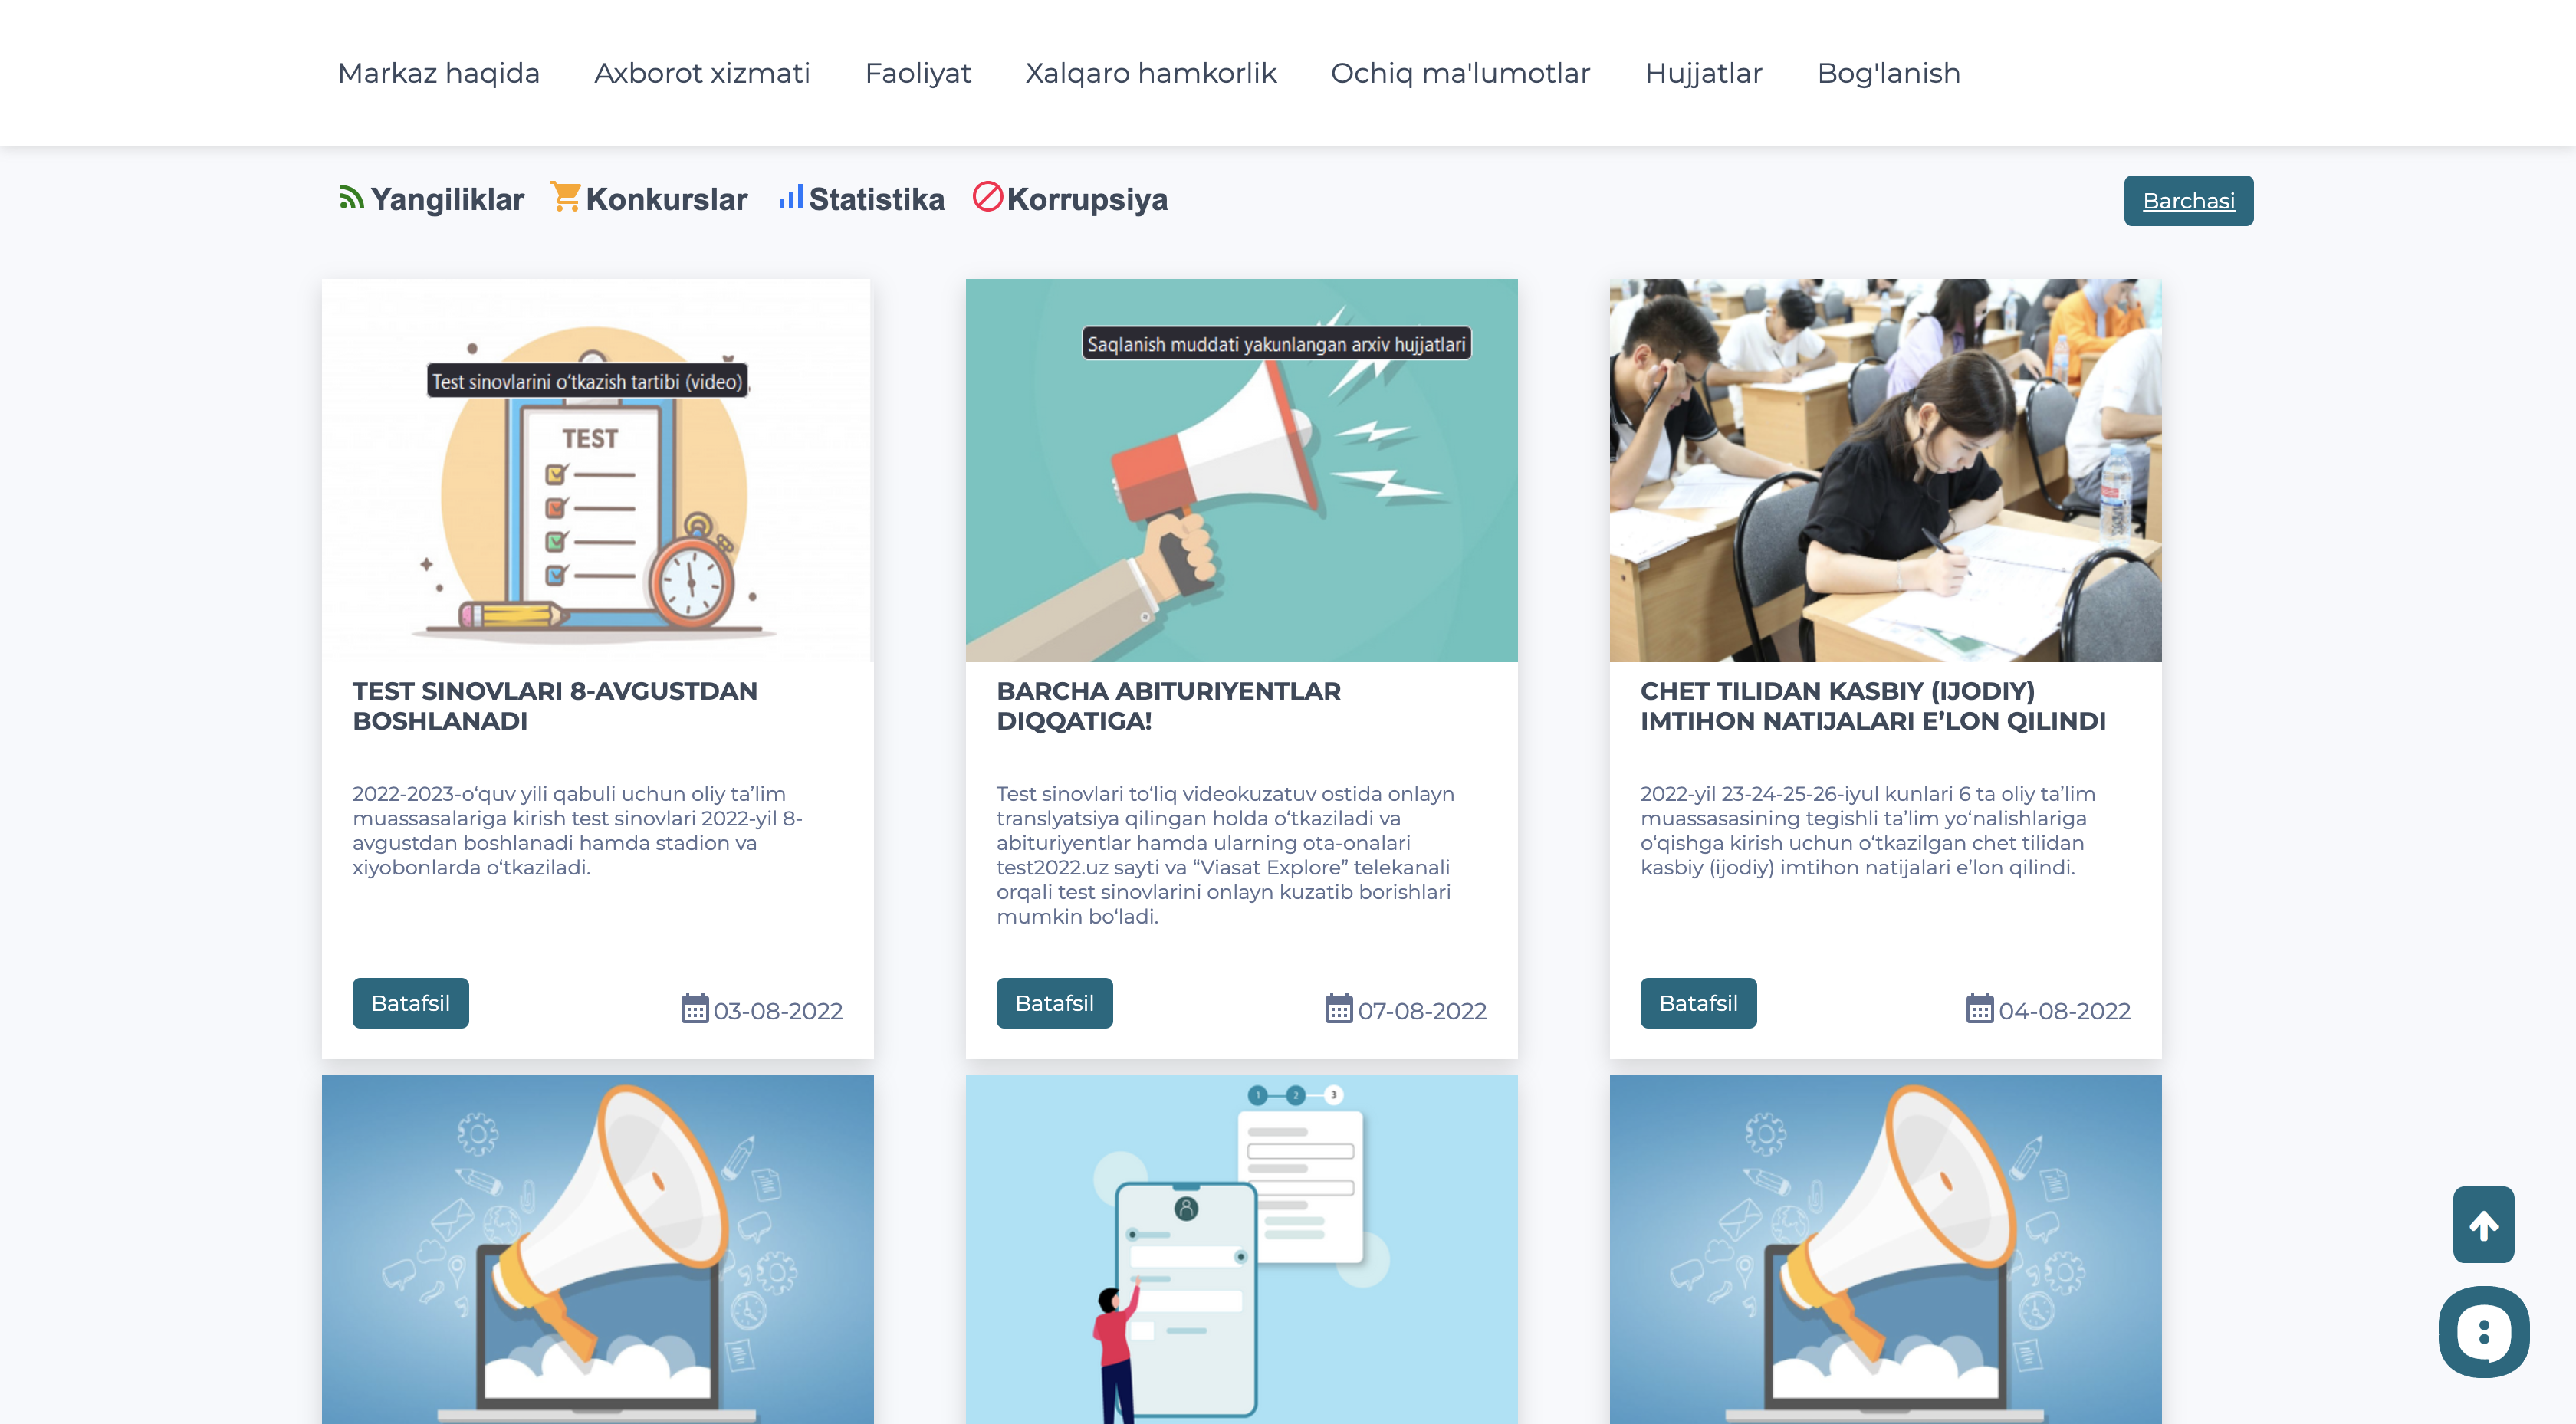 Markaz haqida Axborot xizmati Faoliyat Xalqaro hamkorlik Ochiq ma'lumotlar Hujjatlar Bog'lanish
Yangiliklar Konkurslar Statistika Korrupsiya Barchasi
Test sinovlarini o‘tkazish tartibi (video)
TEST
TEST SINOVLARI 8-AVGUSTDAN
BOSHLANADI
2022-2023-o‘quv yili qabuli uchun oliy ta’lim
muassasalariga kirish test sinovlari 2022-yil 8-
avgustdan boshlanadi hamda stadion va
xiyobonlarda o‘tkaziladi.
Batafsil 03-08-2022
Saqlanish muddati yakunlangan arxiv hujjatlari
BARCHA ABITURIYENTLAR
DIQQATIGA!
Test sinovlari to‘liq videokuzatuv ostida onlayn
translyatsiya qilingan holda o‘tkaziladi va
abituriyentlar hamda ularning ota-onalari
test2022.uz sayti va “Viasat Explore” telekanali
orqali test sinovlarini onlayn kuzatib borishlari
mumkin bo‘ladi.
Batafsil 07-08-2022
CHET TILIDAN KASBIY (IJODIY)
IMTIHON NATIJALARI E’LON QILINDI
2022-yil 23-24-25-26-iyul kunlari 6 ta oliy ta’lim
muassasasining tegishli ta’lim yo‘nalishlariga
o‘qishga kirish uchun o‘tkazilgan chet tilidan
kasbiy (ijodiy) imtihon natijalari e’lon qilindi.
Batafsil 04-08-2022
1 2 3